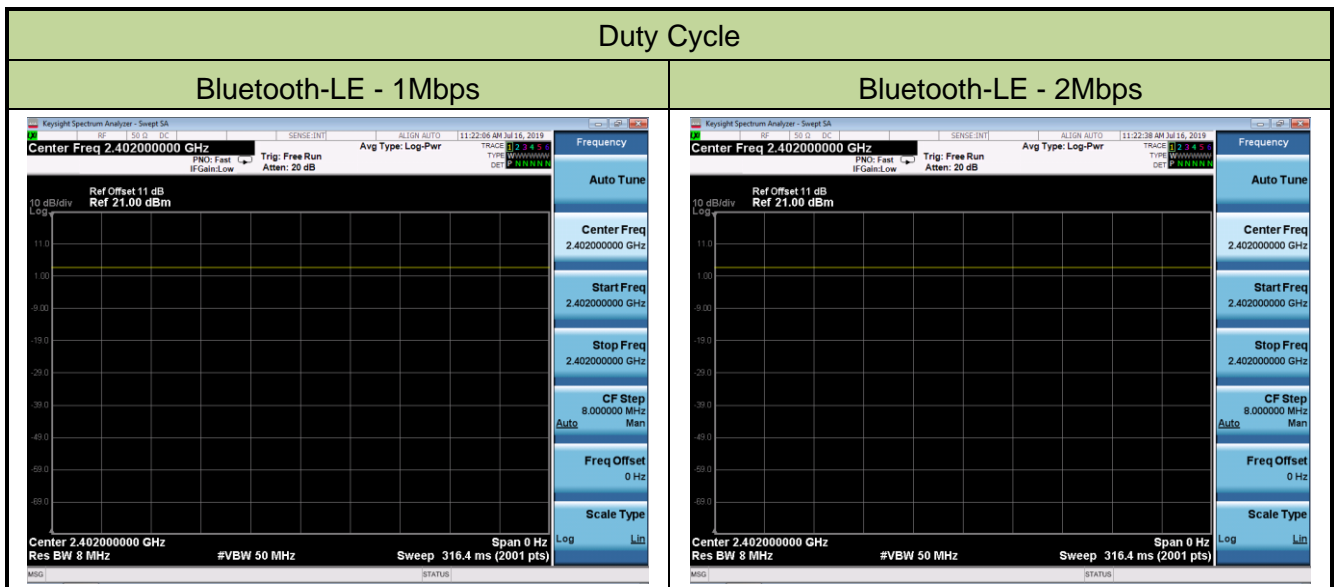 Duty Cycle
Bluetooth-LE - 1Mbps
Bluetooth-LE - 2Mbps
Keysight Spectrum Analyzer - Swept SA
RF 50 Ω DC SENSE:INT ALIGN AUTO 11:22:06 AM Jul 16, 2019
Center Freq 2.402000000 GHz
PNO: Fast
IFGain:Low
Trig: Free Run
Atten: 20 dB
Avg Type: Log-Pwr
TRACE 1 2 3 4 5 6
TYPE WWWWWW
DET P N N N N N
Ref Offset 11 dB
10 dB/div Ref 21.00 dBm
Log
11.0
1.00
-9.00
-19.0
-29.0
-39.0
-49.0
-59.0
-69.0
Center 2.402000000 GHz Span 0 Hz
Res BW 8 MHz #VBW 50 MHz Sweep 316.4 ms (2001 pts)
MSG STATUS
Frequency
Auto Tune
Center Freq
2.402000000 GHz
Start Freq
2.402000000 GHz
Stop Freq
2.402000000 GHz
CF Step
8.000000 MHz
Auto Man
Freq Offset
0 Hz
Scale Type
Log Lin
Keysight Spectrum Analyzer - Swept SA
RF 50 Ω DC SENSE:INT ALIGN AUTO 11:22:38 AM Jul 16, 2019
Center Freq 2.402000000 GHz
PNO: Fast
IFGain:Low
Trig: Free Run
Atten: 20 dB
Avg Type: Log-Pwr
TRACE 1 2 3 4 5 6
TYPE WWWWWW
DET P N N N N N
Ref Offset 11 dB
10 dB/div Ref 21.00 dBm
Log
11.0
1.00
-9.00
-19.0
-29.0
-39.0
-49.0
-59.0
-69.0
Center 2.402000000 GHz Span 0 Hz
Res BW 8 MHz #VBW 50 MHz Sweep 316.4 ms (2001 pts)
MSG STATUS
Frequency
Auto Tune
Center Freq
2.402000000 GHz
Start Freq
2.402000000 GHz
Stop Freq
2.402000000 GHz
CF Step
8.000000 MHz
Auto Man
Freq Offset
0 Hz
Scale Type
Log Lin